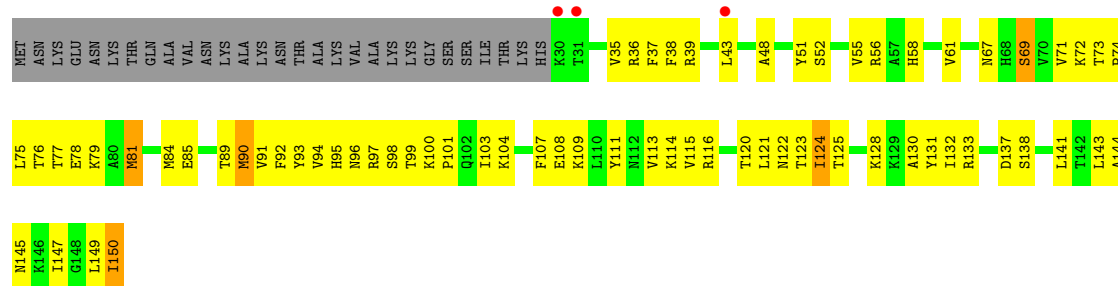 MET ASN LYS GLU ASN LYS THR GLN ALA VAL ASN LYS ALA LYS ASN THR ALA LYS VAL ALA LYS LYS GLY SER SER ILE THR LYS HIS K30 T31 V35 R36 F37 F38 R39 L43 A48 Y51 S52 V55 R56 A57 H58 V61 N67 H68 S69 V70 V71 K72 T73 R74
L75 T76 T77 E78 K79 A80 M81 M84 E85 T89 M90 V91 F92 Y93 V94 H95 N96 R97 S98 T99 K100 P101 Q102 I103 K104 F107 E108 K109 L110 Y111 N112 V113 K114 V115 R116 T120 L121 N122 T123 I124 T125 K128 K129 A130 Y131 I132 R133 D137 S138 L141 T142 L143 A144
N145 K146 I147 G148 L149 I150